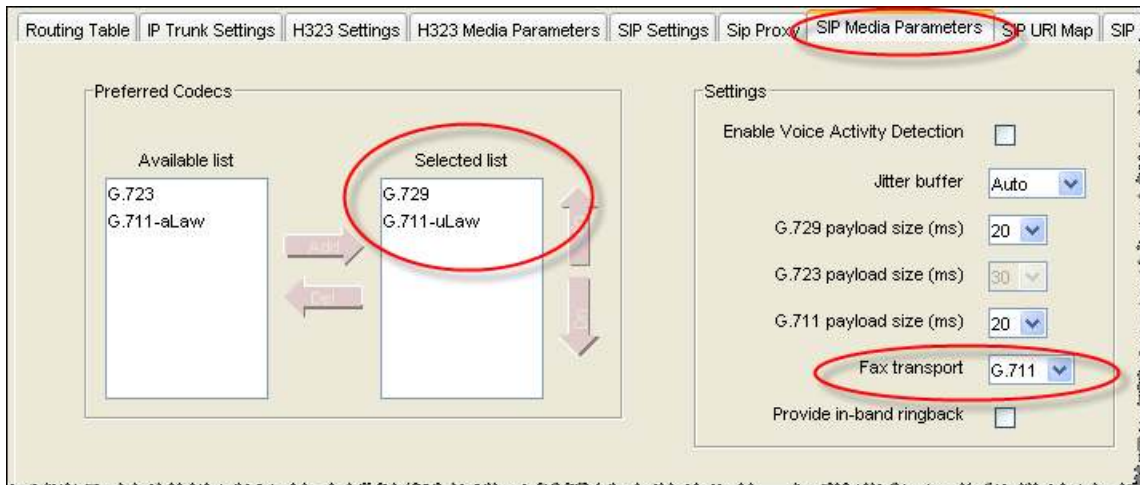 Routing Table IP Trunk Settings H323 Settings H323 Media Parameters SIP Settings Sip Proxy SIP Media Parameters SIP URI Map SIP
Preferred Codecs
Available list
G.723
G.711-aLaw
Add
Del
Selected list
G.729
G.711-uLaw
Settings
Enable Voice Activity Detection
Jitter buffer Auto
G.729 payload size (ms) 20
G.723 payload size (ms) 30
G.711 payload size (ms) 20
Fax transport G.711
Provide in-band ringback